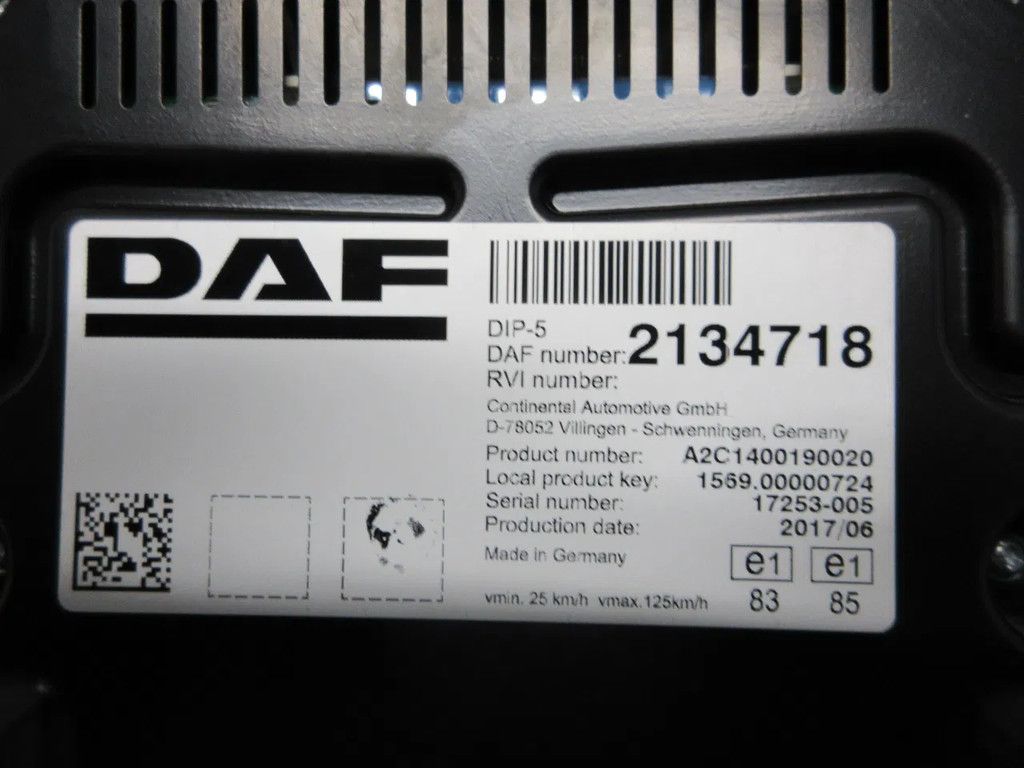 DAF
DIP-5
DAF number: 2134718
RVI number:
Continental Automotive GmbH
D-78052 Villingen - Schwenningen, Germany
Product number: A2C1400190020
Local product key: 1569.00000724
Serial number: 17253-005
Production date: 2017/06
Made in Germany
e1 e1
vmin. 25 km/h vmax.125km/h 83 85